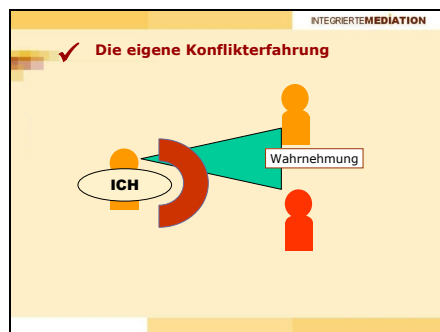 INTEGRIERTEMEDIATION
Die eigene Konflikterfahrung
Wahrnehmung
ICH